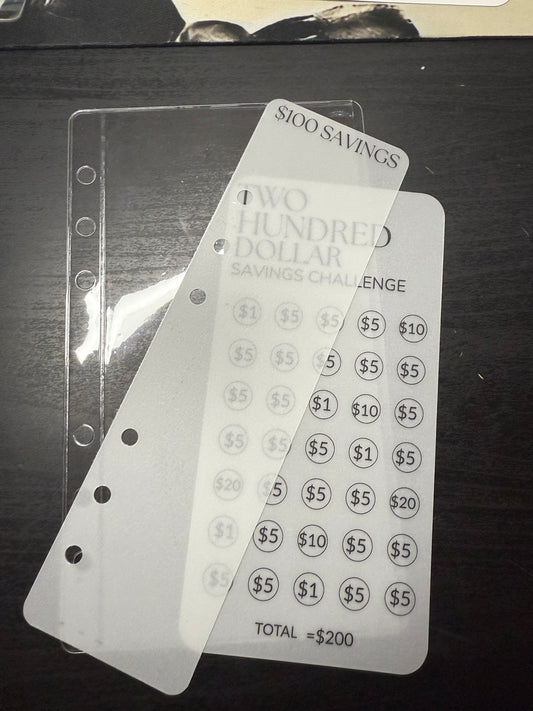 $100 SAVINGS
TWO
HUNDRED
DOLLAR
SAVINGS CHALLENGE
$1 $5 $5 $5 $10
$5 $5 $5 $5 $5
$5 $5 $1 $10 $5
$5 $5 $5 $1 $5
$20 $5 $5 $5 $20
$1 $5 $10 $5 $5
$5 $5 $1 $5 $5
TOTAL =$200